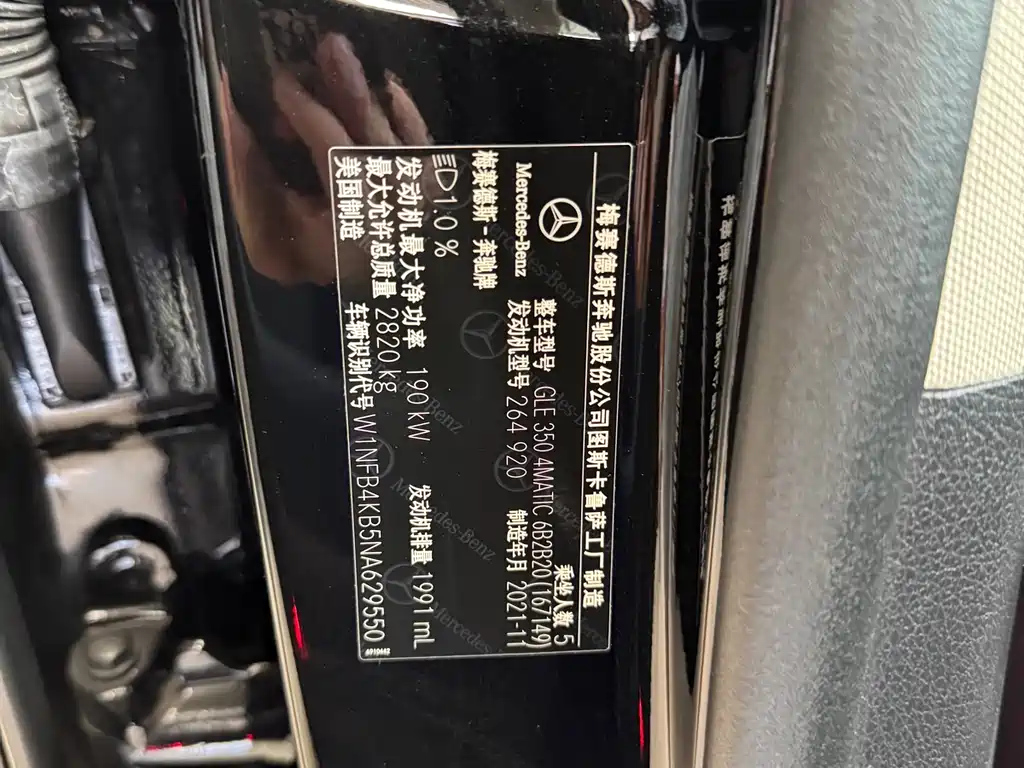 梅赛德斯奔驰股份公司图斯卡鲁萨工厂制造
乘坐人数 5
Mercedes-Benz
整车型号 GLE 350 4MATIC 6B2B20 (167149)
梅赛德斯-奔驰牌
发动机型号 264 920
制造年月 2021-11
1.0 %
发动机最大净功率 190 kW
发动机排量 1991 mL
最大允许总质量 2820 kg
美国制造
车辆识别代号 W1NFB4KB5NA629550